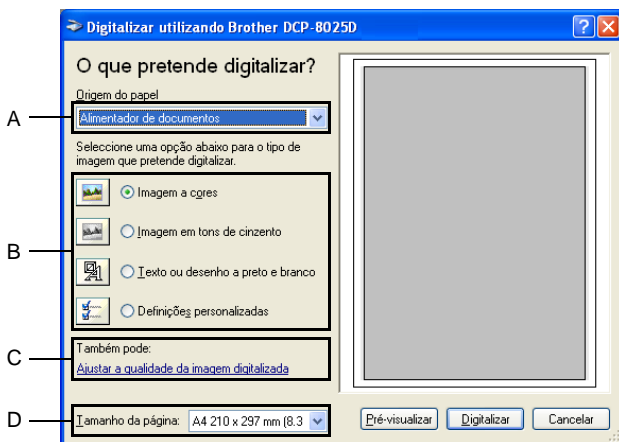 Digitalizar utilizando Brother DCP-8025D
O que pretende digitalizar?
A
Origem do papel
Alimentador de documentos
Seleccione uma opção abaixo para o tipo de
imagem que pretende digitalizar.
B
Imagem a cores
Imagem em tons de cinzento
Texto ou desenho a preto e branco
Definições personalizadas
C
Também pode:
Ajustar a qualidade da imagem digitalizada
D
Tamanho da página: A4 210 x 297 mm (8.3
Pré-visualizar Digitalizar Cancelar